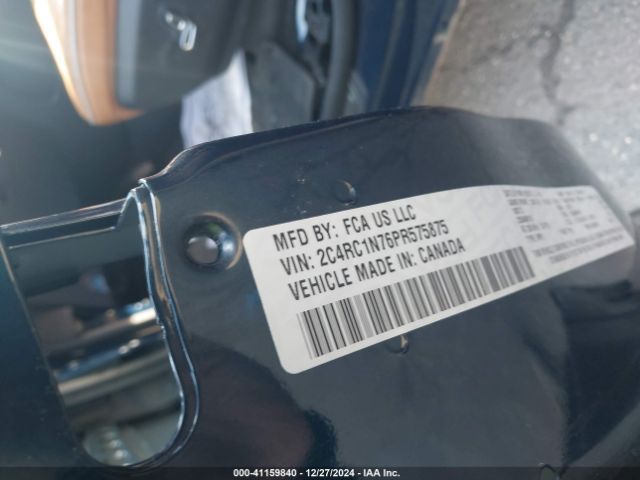 MFD BY: FCA US LLC
VIN: 2C4RC1N76PR575875
VEHICLE MADE IN: CANADA
000-41159840 - 12/27/2024 - IAA Inc.